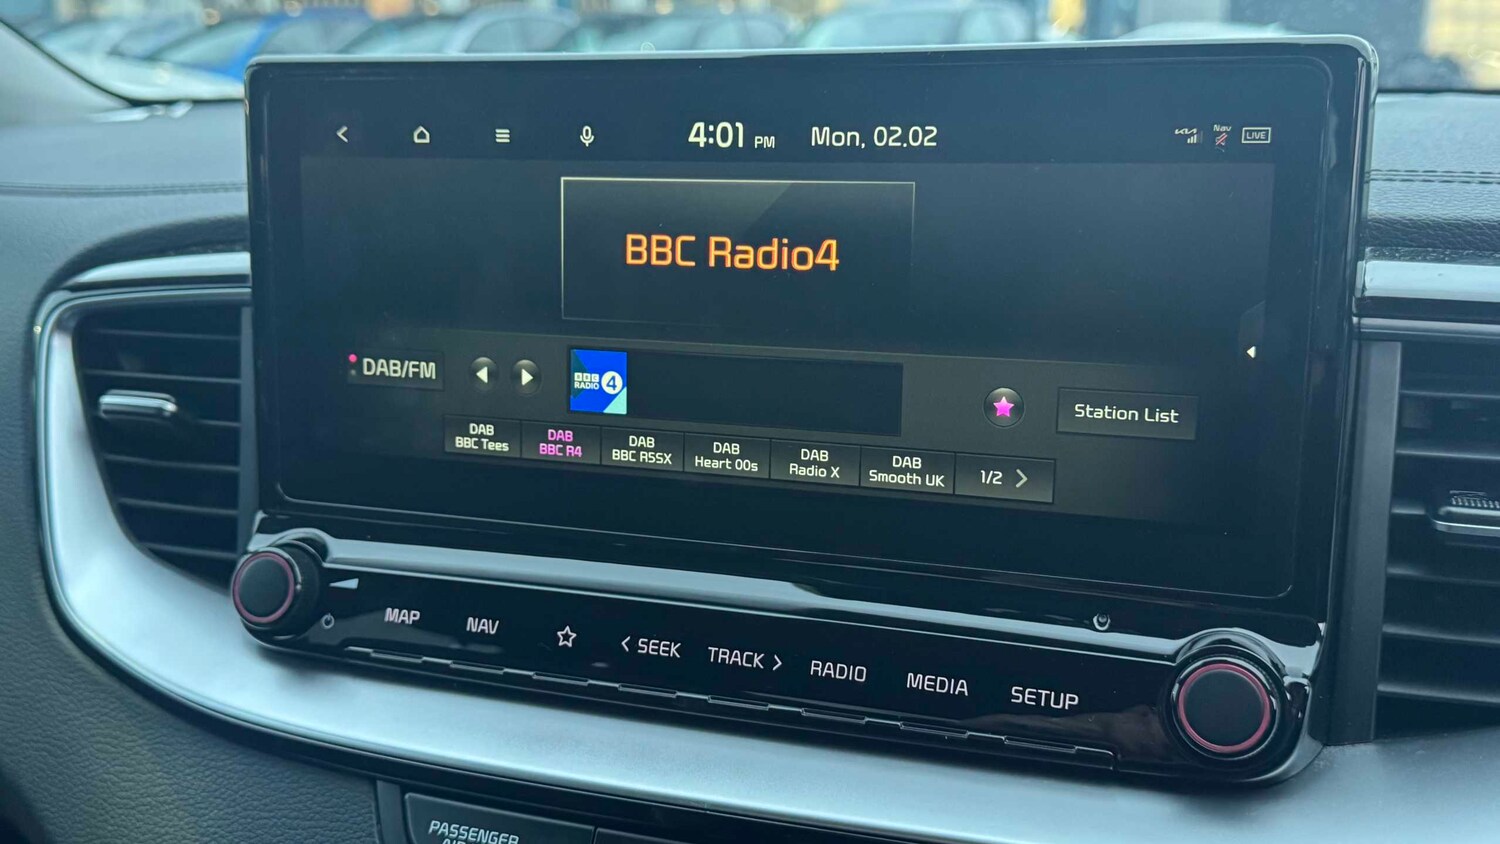 4:01 PM
Mon, 02.02
KIA
Nav
LIVE
BBC Radio4
DAB/FM
BBC
RADIO 4
Station List
DAB
BBC Tees
DAB
BBC R4
DAB
BBC R5SX
DAB
Heart 00s
DAB
Radio X
DAB
Smooth UK
1/2
MAP
NAV
SEEK
TRACK
RADIO
MEDIA
SETUP
PASSENGER